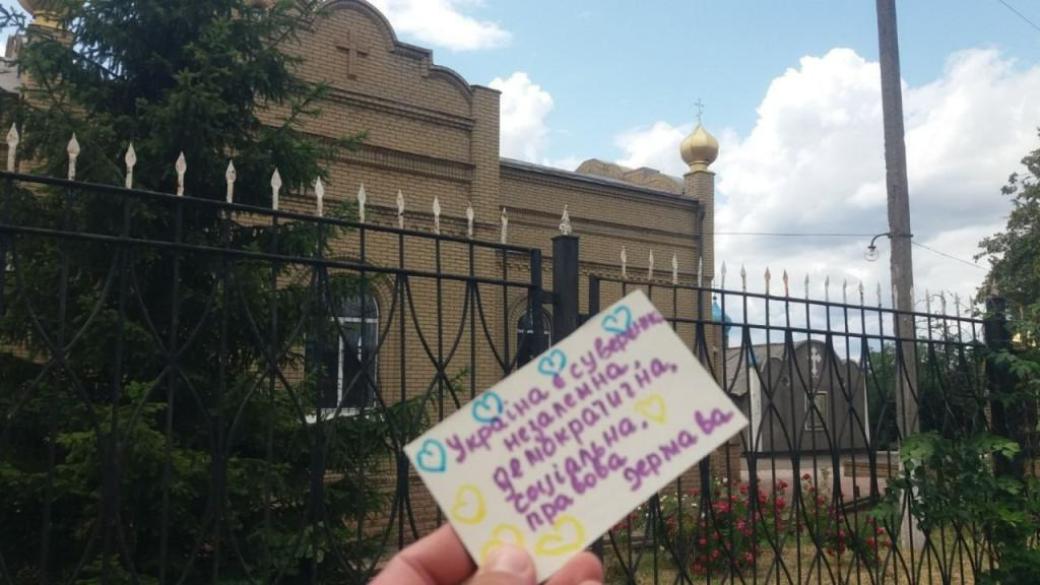 Україна є суверенна
незалежна,
демократична,
соціальна,
правова держава